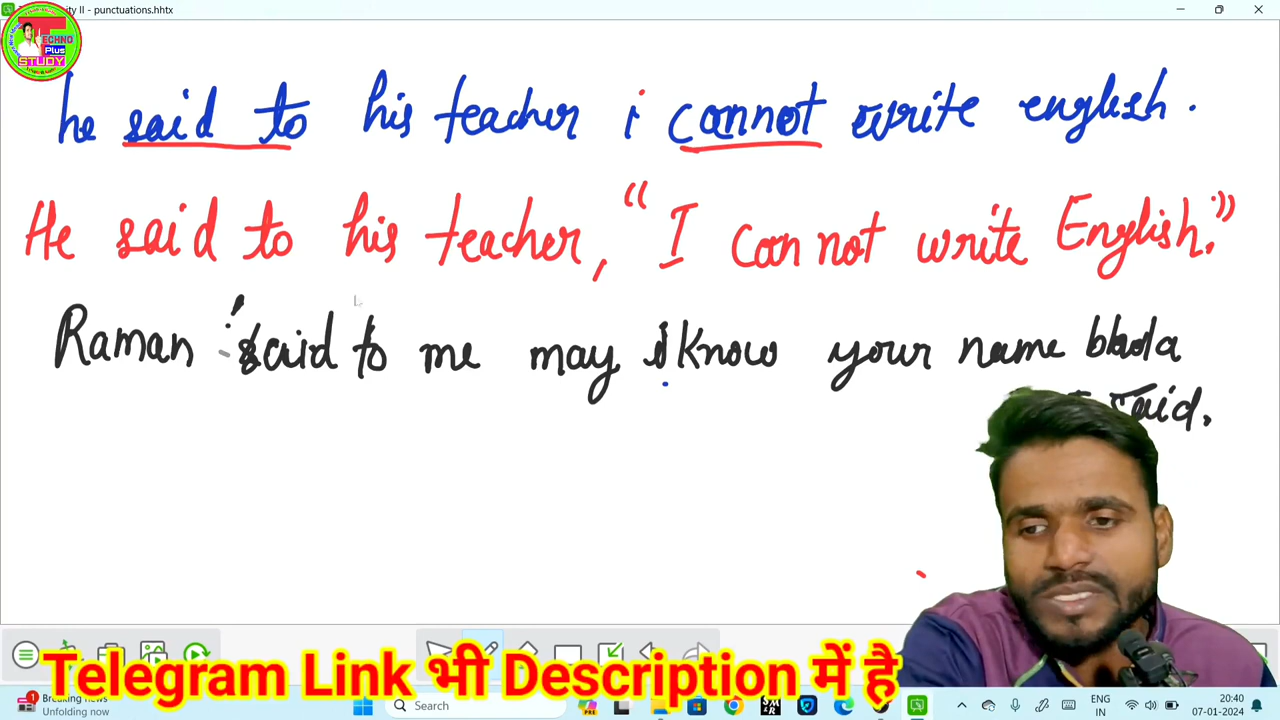 ity II - punctuations.hhtx
TECHNO
Plus
STUDY
he said to his teacher i cannot write english.
He said to his teacher, “ I can not write English.”
Raman said to me may i know your name
said.
Telegram Link भी Description में है
Breaking news
Unfolding now
Search
ENG
IN
20:40
07-01-2024